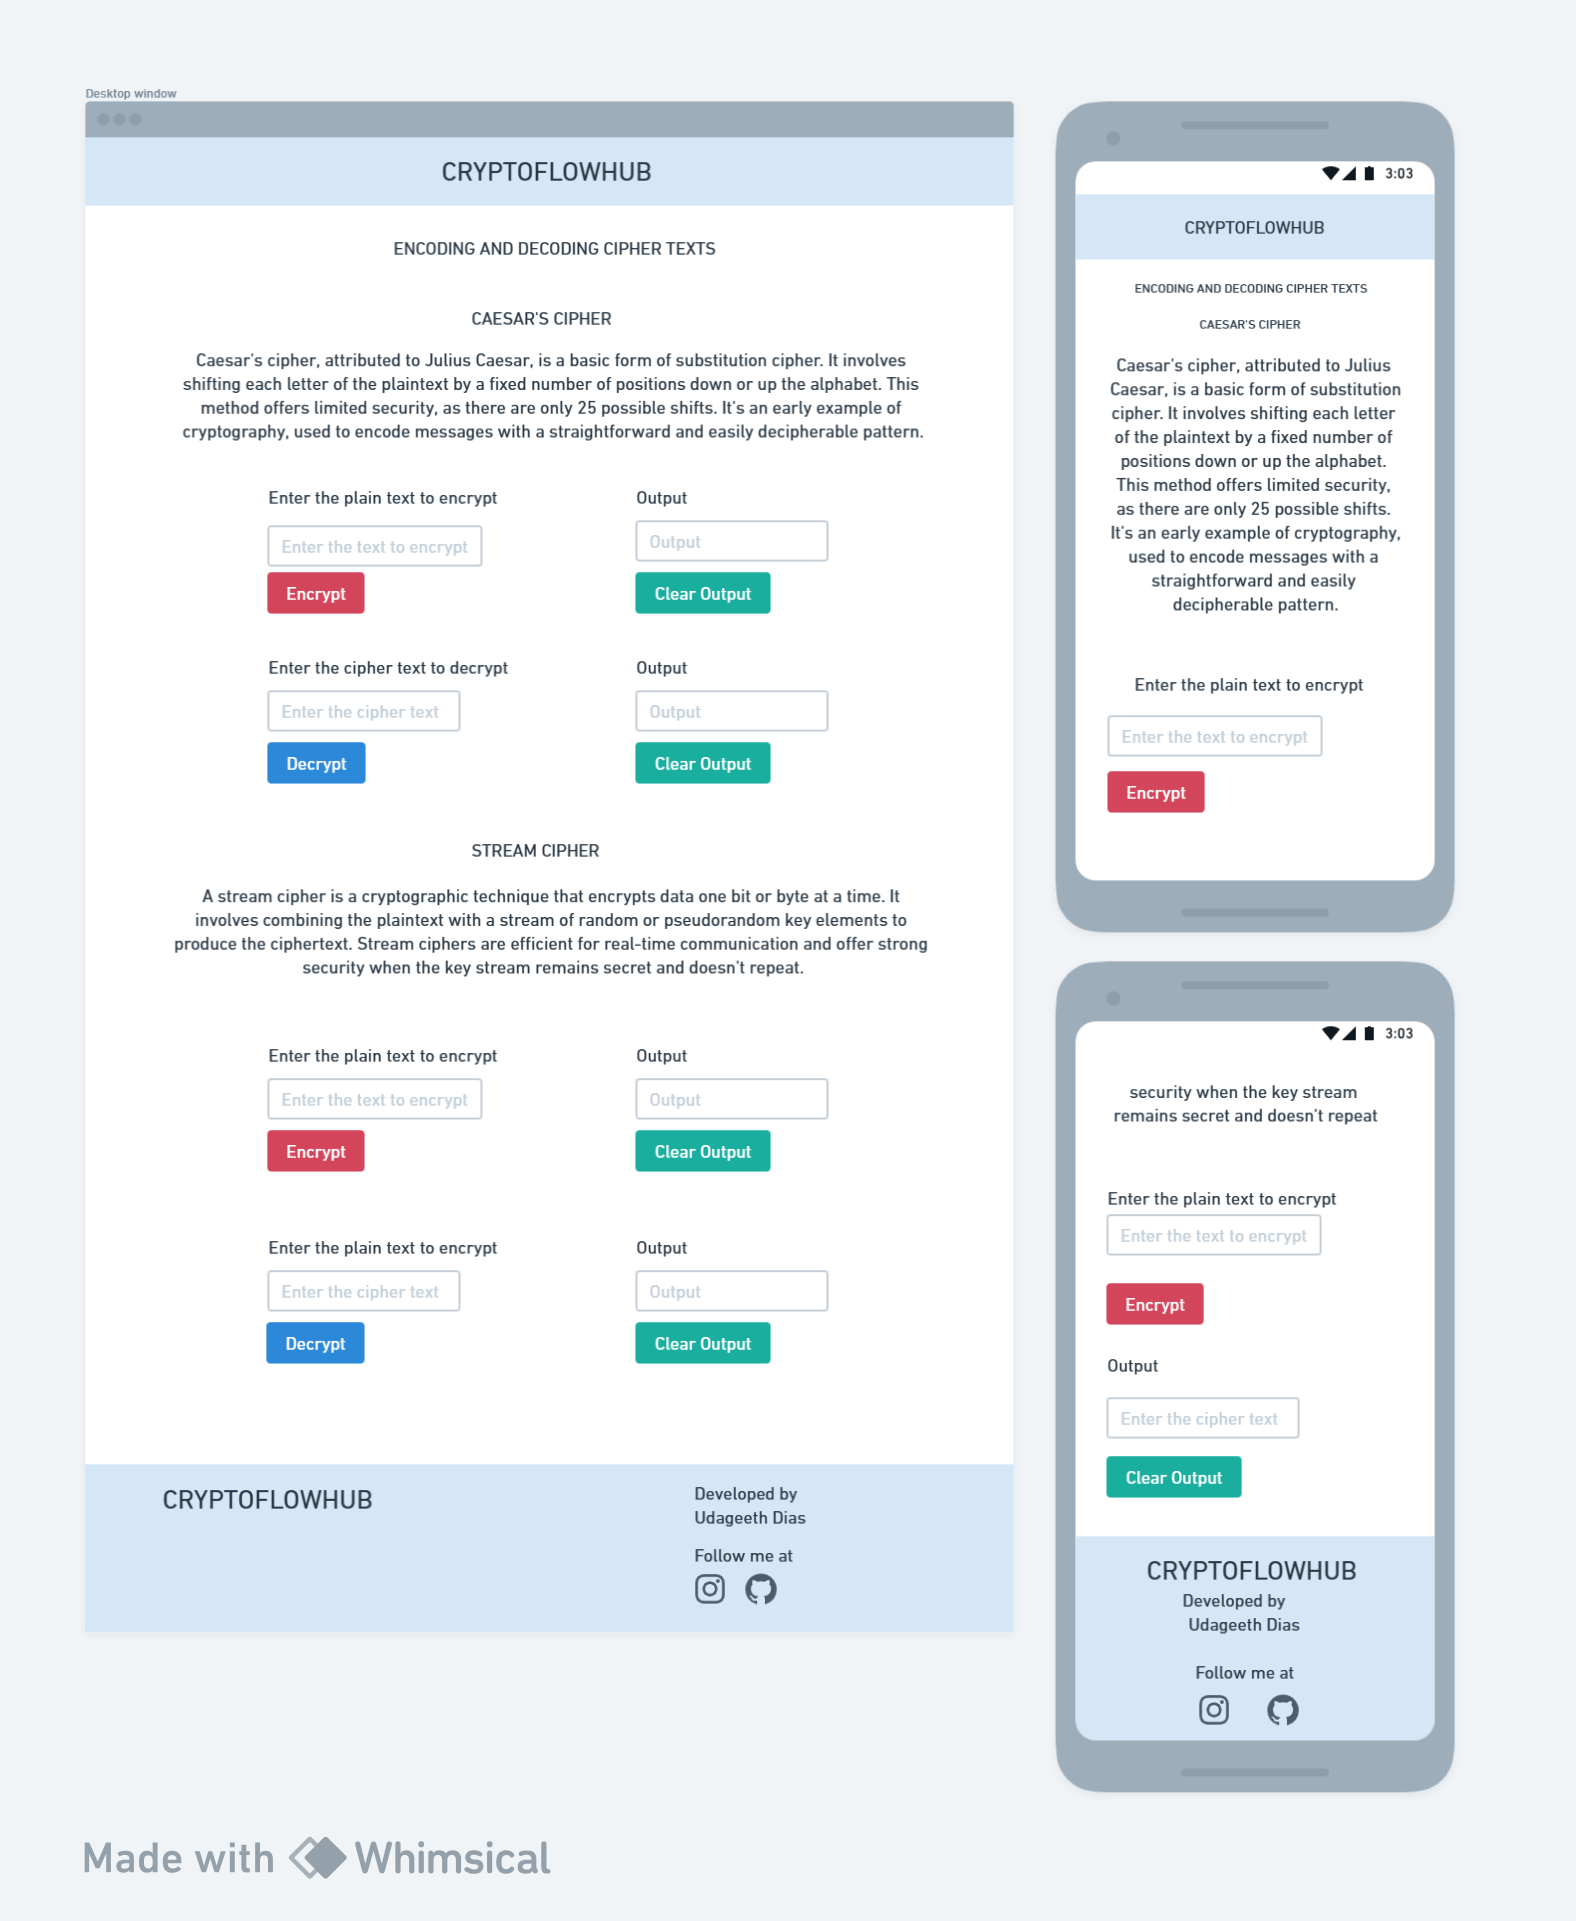 Desktop window
CRYPTOFLOWHUB
ENCODING AND DECODING CIPHER TEXTS
CAESAR'S CIPHER
Caesar's cipher, attributed to Julius Caesar, is a basic form of substitution cipher. It involves
shifting each letter of the plaintext by a fixed number of positions down or up the alphabet. This
method offers limited security, as there are only 25 possible shifts. It's an early example of
cryptography, used to encode messages with a straightforward and easily decipherable pattern.
Enter the plain text to encrypt
Enter the text to encrypt
Encrypt
Output
Output
Clear Output
Enter the cipher text to decrypt
Enter the cipher text
Decrypt
Output
Output
Clear Output
STREAM CIPHER
A stream cipher is a cryptographic technique that encrypts data one bit or byte at a time. It
involves combining the plaintext with a stream of random or pseudorandom key elements to
produce the ciphertext. Stream ciphers are efficient for real-time communication and offer strong
security when the key stream remains secret and doesn't repeat.
Enter the plain text to encrypt
Enter the text to encrypt
Encrypt
Output
Output
Clear Output
Enter the plain text to encrypt
Enter the cipher text
Decrypt
Output
Output
Clear Output
CRYPTOFLOWHUB
Developed by
Udageeth Dias
Follow me at
3:03
CRYPTOFLOWHUB
ENCODING AND DECODING CIPHER TEXTS
CAESAR'S CIPHER
Caesar's cipher, attributed to Julius
Caesar, is a basic form of substitution
cipher. It involves shifting each letter
of the plaintext by a fixed number of
positions down or up the alphabet.
This method offers limited security,
as there are only 25 possible shifts.
It's an early example of cryptography,
used to encode messages with a
straightforward and easily
decipherable pattern.
Enter the plain text to encrypt
Enter the text to encrypt
Encrypt
3:03
security when the key stream
remains secret and doesn't repeat
Enter the plain text to encrypt
Enter the text to encrypt
Encrypt
Output
Enter the cipher text
Clear Output
CRYPTOFLOWHUB
Developed by
Udageeth Dias
Follow me at
Made with Whimsical